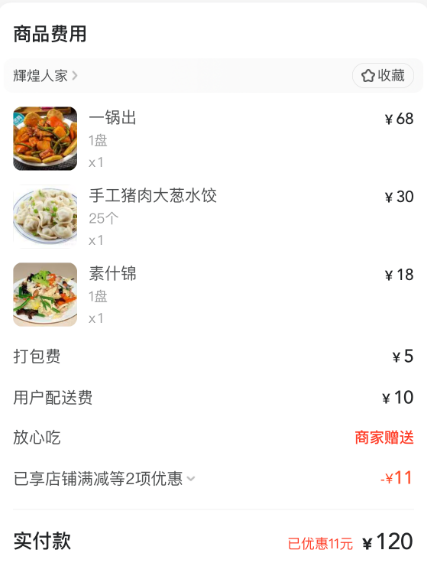 商品费用
輝煌人家 >
收藏
一锅出
¥68
1盘
x1
手工猪肉大葱水饺
¥30
25个
x1
素什锦
¥18
1盘
x1
打包费
¥5
用户配送费
¥10
放心吃
商家赠送
已享店铺满减等2项优惠
-¥11
实付款
已优惠11元 ¥120